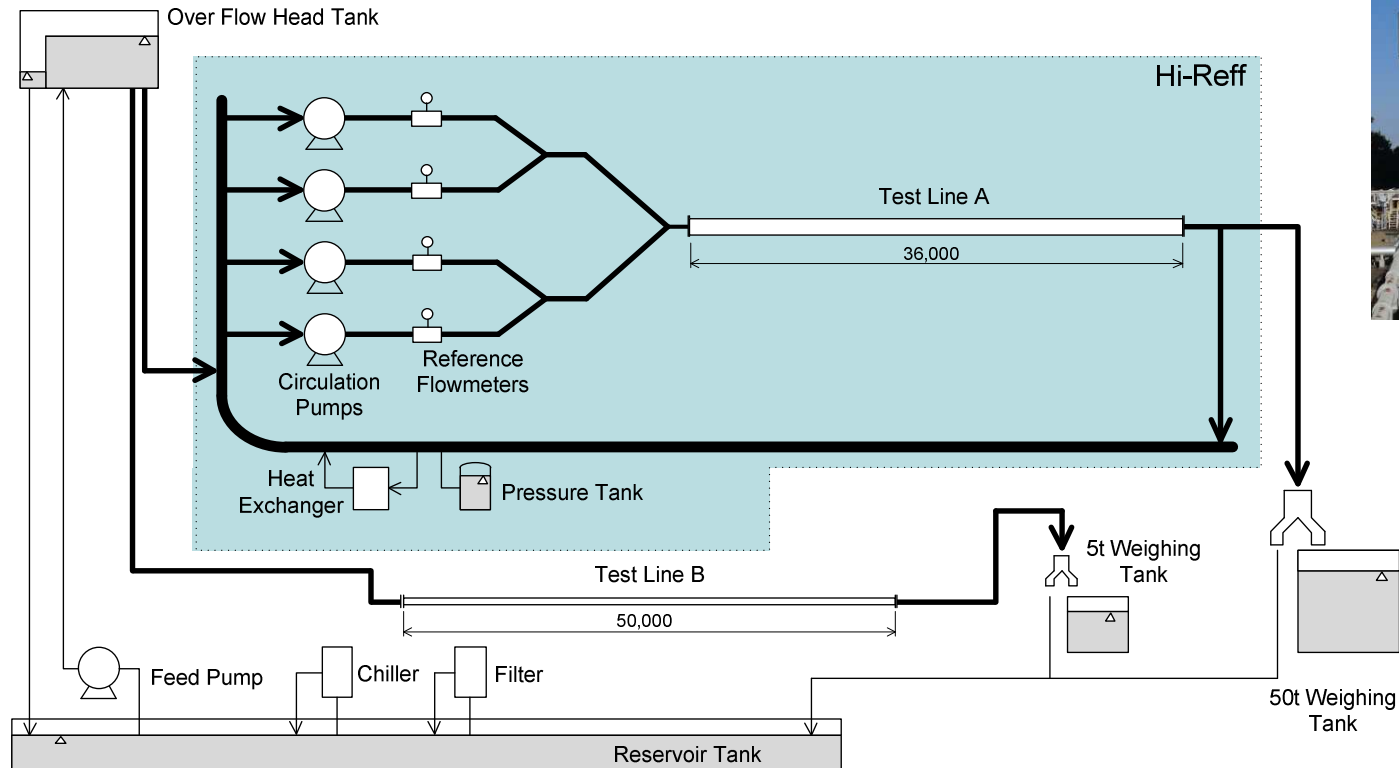 Over Flow Head Tank
Hi-Reff
Test Line A
36,000
Reference
Flowmeters
Circulation
Pumps
Heat
Exchanger
Pressure Tank
5t Weighing
Tank
Test Line B
50,000
Feed Pump
Chiller
Filter
50t Weighing
Tank
Reservoir Tank